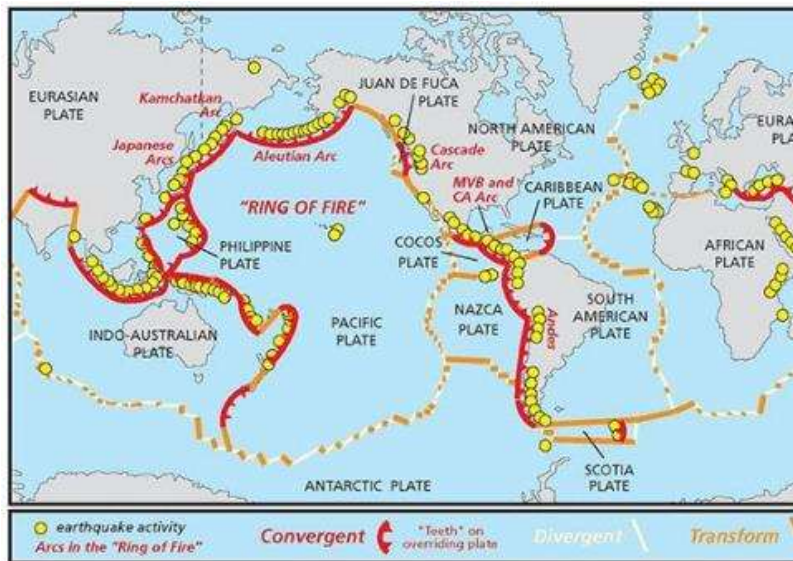 EURASIAN
PLATE
Kamchatkan
Arc
Japanese
Arcs
Aleutian Arc
JUAN DE FUCA
PLATE
NORTH AMERICAN
PLATE
Cascade
Arc
MVB and
CA Arc
CARIBBEAN
PLATE
"RING OF FIRE"
PHILIPPINE
PLATE
COCOS
PLATE
INDO-AUSTRALIAN
PLATE
PACIFIC
PLATE
NAZCA
PLATE
Andes
SOUTH
AMERICAN
PLATE
AFRICAN
PLATE
EURA
PLA
SCOTIA
PLATE
ANTARCTIC PLATE
earthquake activity
Arcs in the "Ring of Fire"
Convergent
"Teeth" on
overriding plate
Divergent
Transform